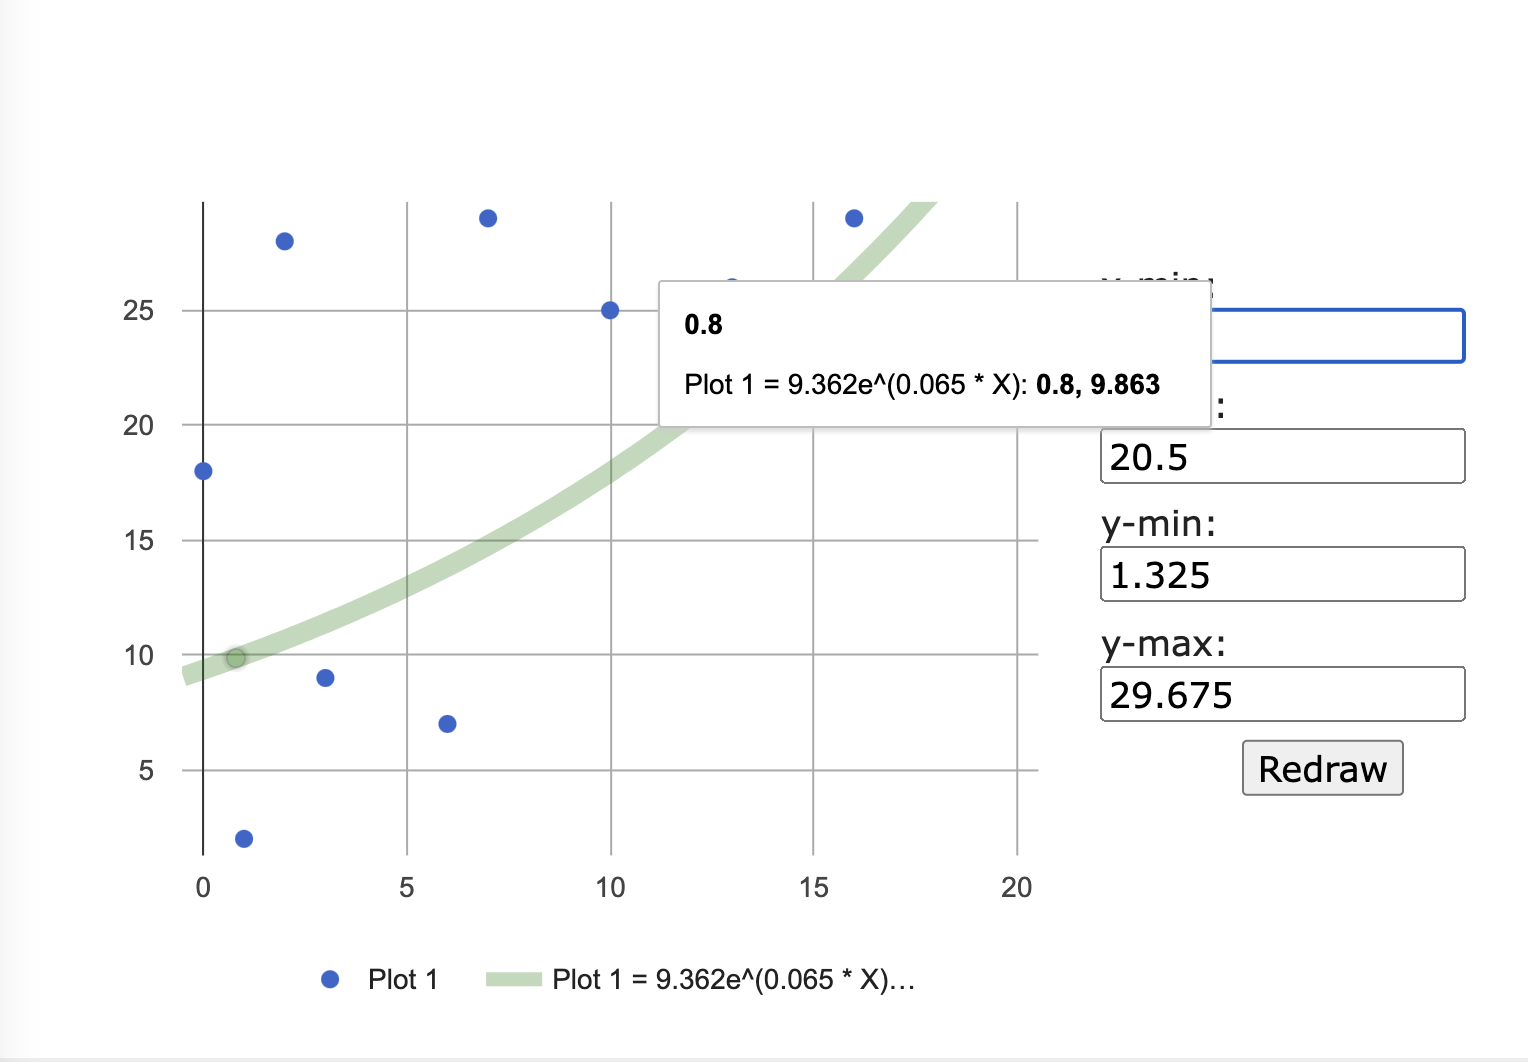 x-min:
25
0.8
Plot 1 = 9.362e^(0.065 * X): 0.8, 9.863
:
20
20.5
y-min:
15
1.325
y-max:
10
29.675
5
Redraw
0 5 10 15 20
Plot 1 Plot 1 = 9.362e^(0.065 * X)...